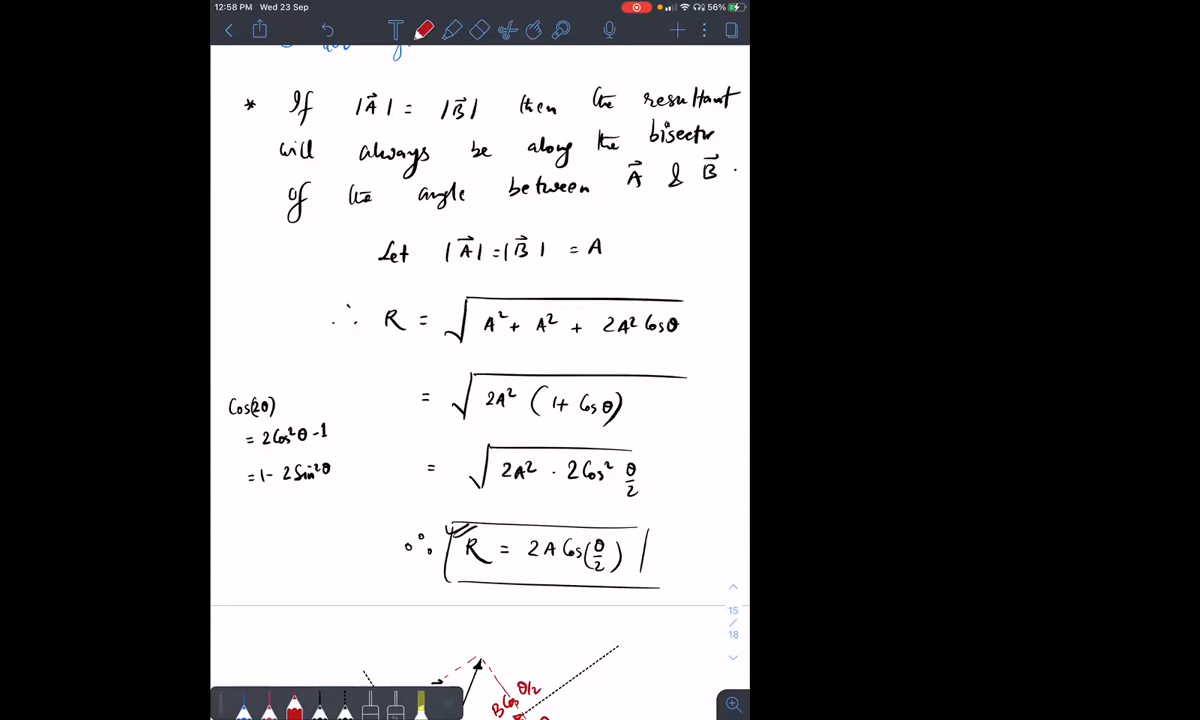 12:58 PM Wed 23 Sep
56%
* If |A⃗| = |B⃗| then the resultant
will always be along the bisector
of the angle between A⃗ & B⃗.
Let |A⃗| = |B⃗| = A
∴ R = √(A² + A² + 2A² Cosθ)
= √(2A² (1 + Cosθ))
Cos(2θ)
= 2Cos²θ - 1
= 1 - 2Sin²θ
= √(2A² · 2Cos² θ/2)
∴ R = 2A Cos(θ/2)
15
/
18
B Cos θ/2